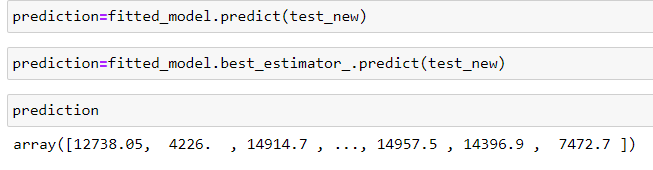 prediction=fitted_model.predict(test_new)
prediction=fitted_model.best_estimator_.predict(test_new)
prediction
array([12738.05,  4226.  , 14914.7 , ..., 14957.5 , 14396.9 ,  7472.7 ])